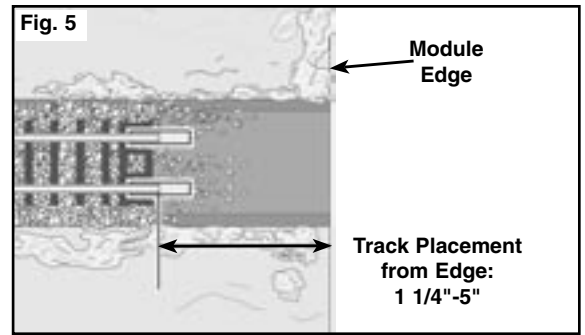 Fig. 5
Module
Edge
Track Placement
from Edge:
1 1/4"-5"